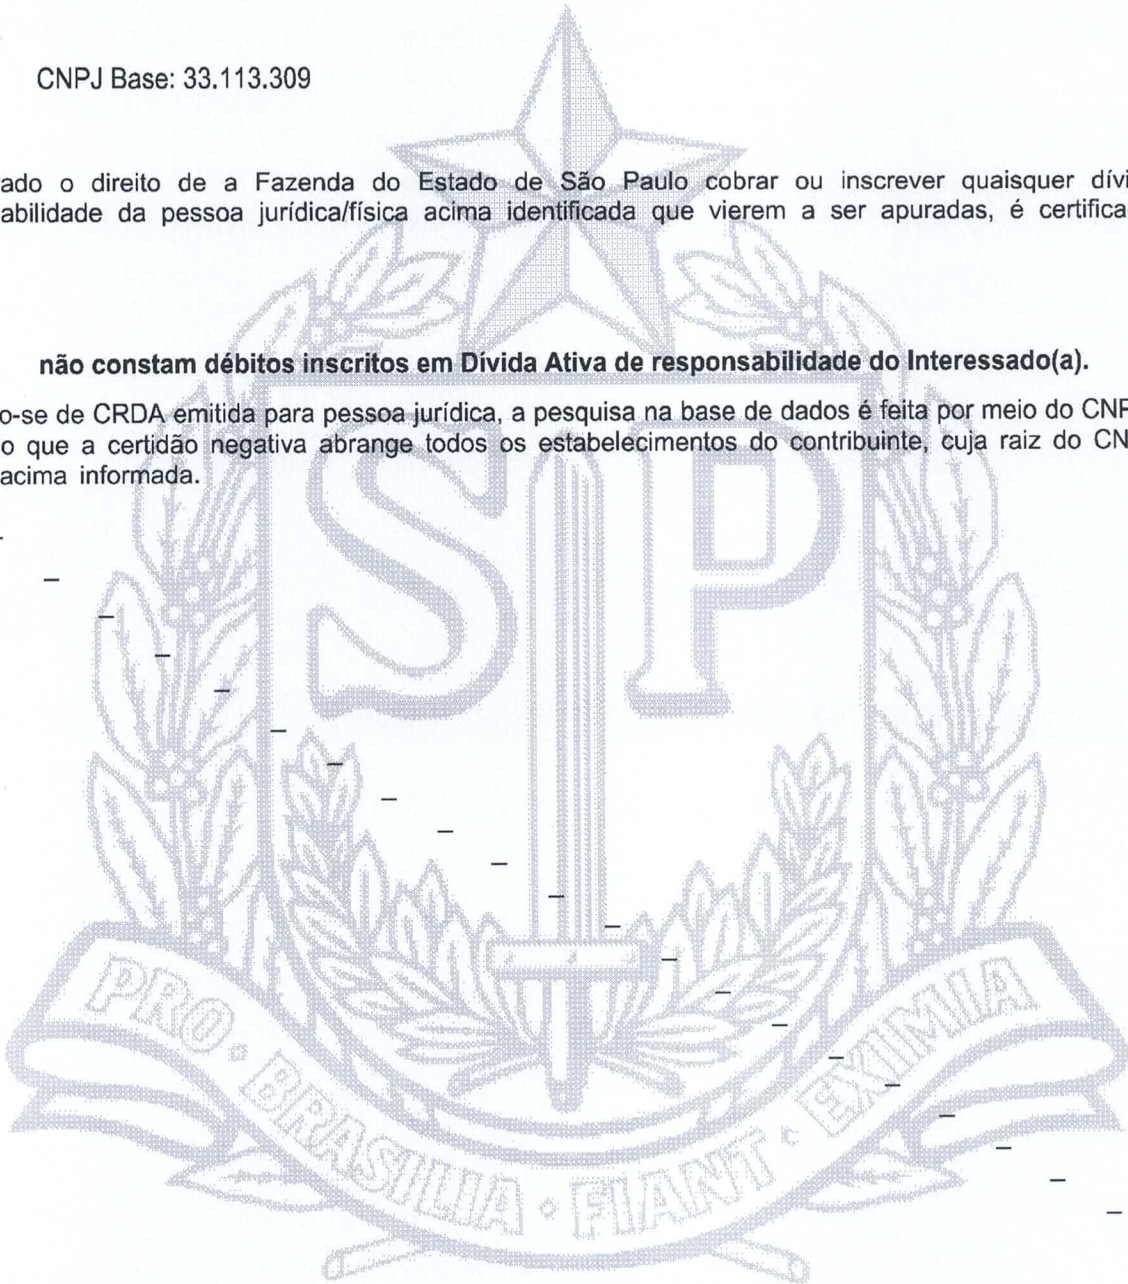 CNPJ Base: 33.113.309
ado o direito de a Fazenda do Estado de São Paulo cobrar ou inscrever quaisquer dívi
abilidade da pessoa jurídica/física acima identificada que vierem a ser apuradas, é certifica
não constam débitos inscritos em Dívida Ativa de responsabilidade do Interessado(a).
o-se de CRDA emitida para pessoa jurídica, a pesquisa na base de dados é feita por meio do CNP
o que a certidão negativa abrange todos os estabelecimentos do contribuinte, cuja raiz do CN
acima informada.
SP
PRO · BRASILIA · FIANT · EXIMIA